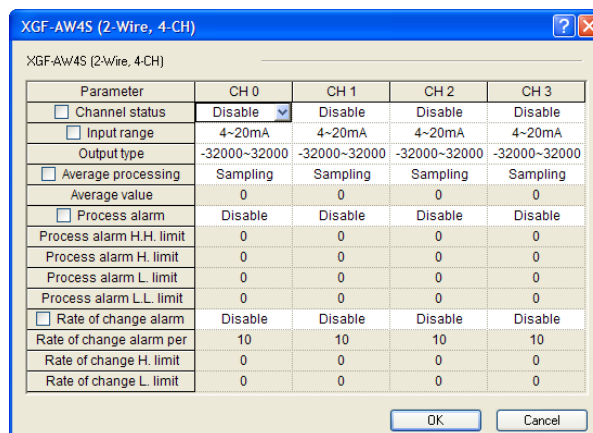 XGF-AW4S (2-Wire, 4-CH)
XGF-AW4S (2-Wire, 4-CH)
Parameter CH 0 CH 1 CH 2 CH 3
Channel status Disable Disable Disable Disable
Input range 4~20mA 4~20mA 4~20mA 4~20mA
Output type -32000~32000 -32000~32000 -32000~32000 -32000~32000
Average processing Sampling Sampling Sampling Sampling
Average value 0 0 0 0
Process alarm Disable Disable Disable Disable
Process alarm H.H. limit 0 0 0 0
Process alarm H. limit 0 0 0 0
Process alarm L. limit 0 0 0 0
Process alarm L.L. limit 0 0 0 0
Rate of change alarm Disable Disable Disable Disable
Rate of change alarm per 10 10 10 10
Rate of change H. limit 0 0 0 0
Rate of change L. limit 0 0 0 0
OK Cancel